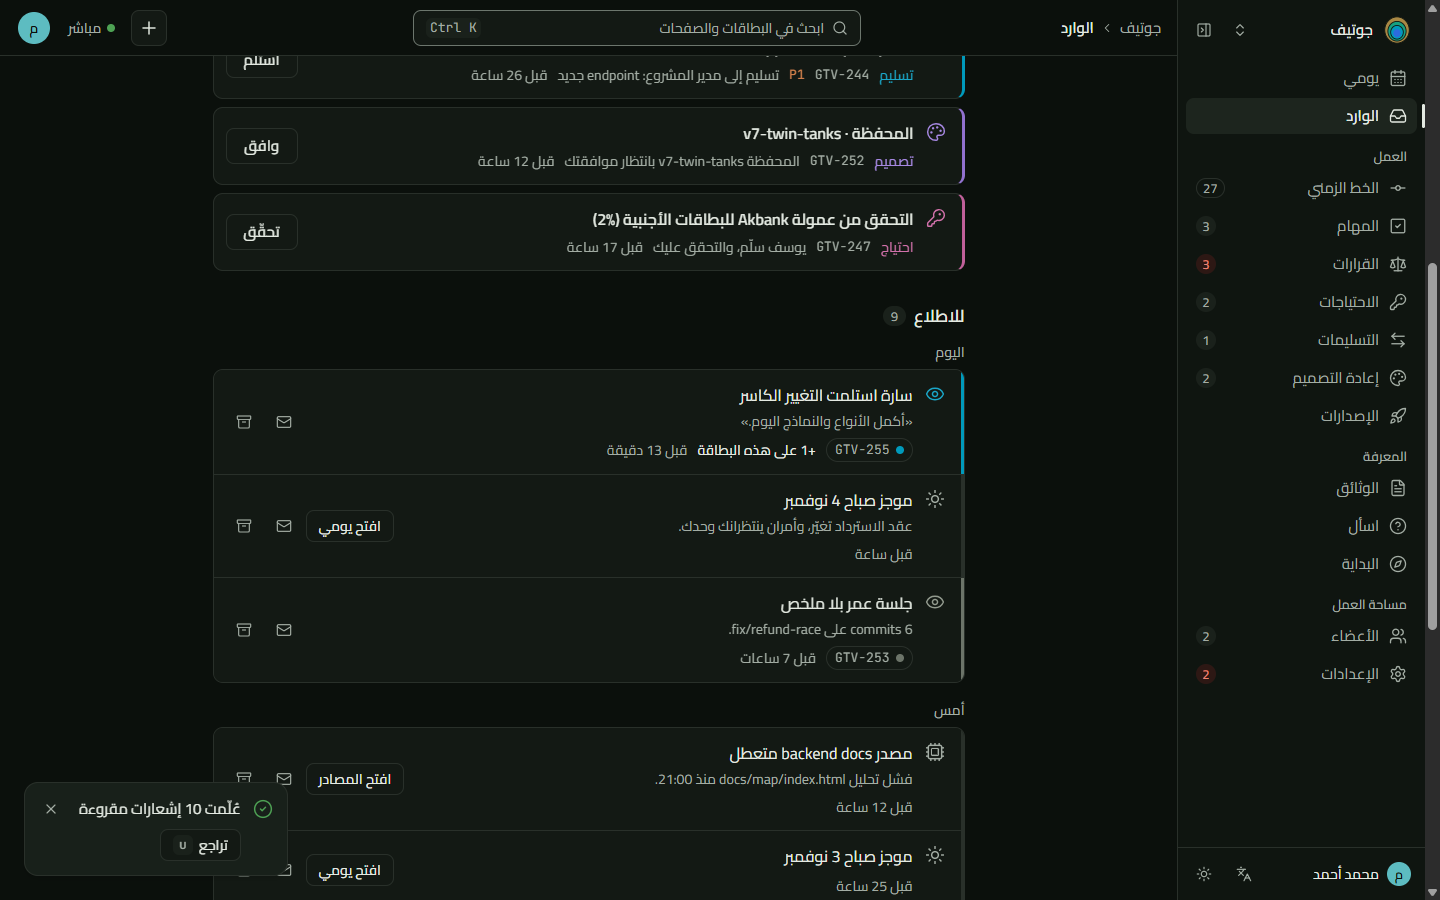 جوتيف
يومي
الوارد
العمل
الخط الزمني 27
المهام 3
القرارات 3
الاحتياجات 2
التسليمات 1
إعادة التصميم 2
الإصدارات
المعرفة
الوثائق
اسأل
البداية
مساحة العمل
الأعضاء 2
الإعدادات 2
م محمد أحمد
جوتيف › الوارد
ابحث في البطاقات والصفحات Ctrl K
مباشر
م
استلم
تسليم GTV-244 P1 تسليم إلى مدير المشروع: endpoint جديد قبل 26 ساعة
المحفظة · v7-twin-tanks
تصميم GTV-252 المحفظة v7-twin-tanks بانتظار موافقتك قبل 12 ساعة
وافق
التحقق من عمولة Akbank للبطاقات الأجنبية (2%)
احتياج GTV-247 يوسف سلّم، والتحقق عليك قبل 17 ساعة
تحقّق
للاطلاع 9
اليوم
سارة استلمت التغيير الكاسر
«أكمل الأنواع والنماذج اليوم.»
GTV-255 +1 على هذه البطاقة قبل 13 دقيقة
موجز صباح 4 نوفمبر
عقد الاسترداد تغيّر، وأمران ينتظرانك وحدك.
قبل ساعة
افتح يومي
جلسة عمر بلا ملخص
6 commits على fix/refund-race.
GTV-253 قبل 7 ساعات
أمس
مصدر backend docs متعطل
فشل تحليل docs/map/index.html منذ 21:00.
قبل 12 ساعة
افتح المصادر
موجز صباح 3 نوفمبر
قبل 25 ساعة
افتح يومي
عُلّمت 10 إشعارات مقروءة
تراجع U